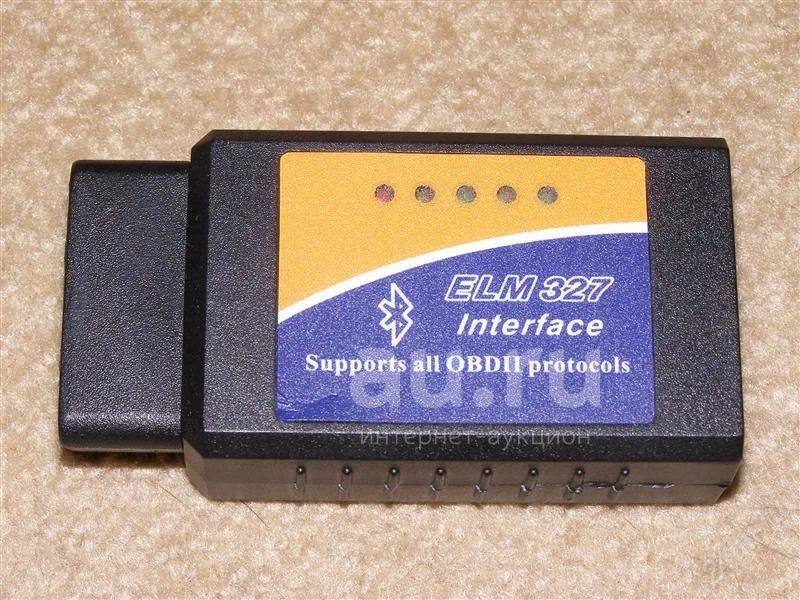 ELM 327
Interface
Supports all OBDII protocols
au.ru
интернет-аукцион